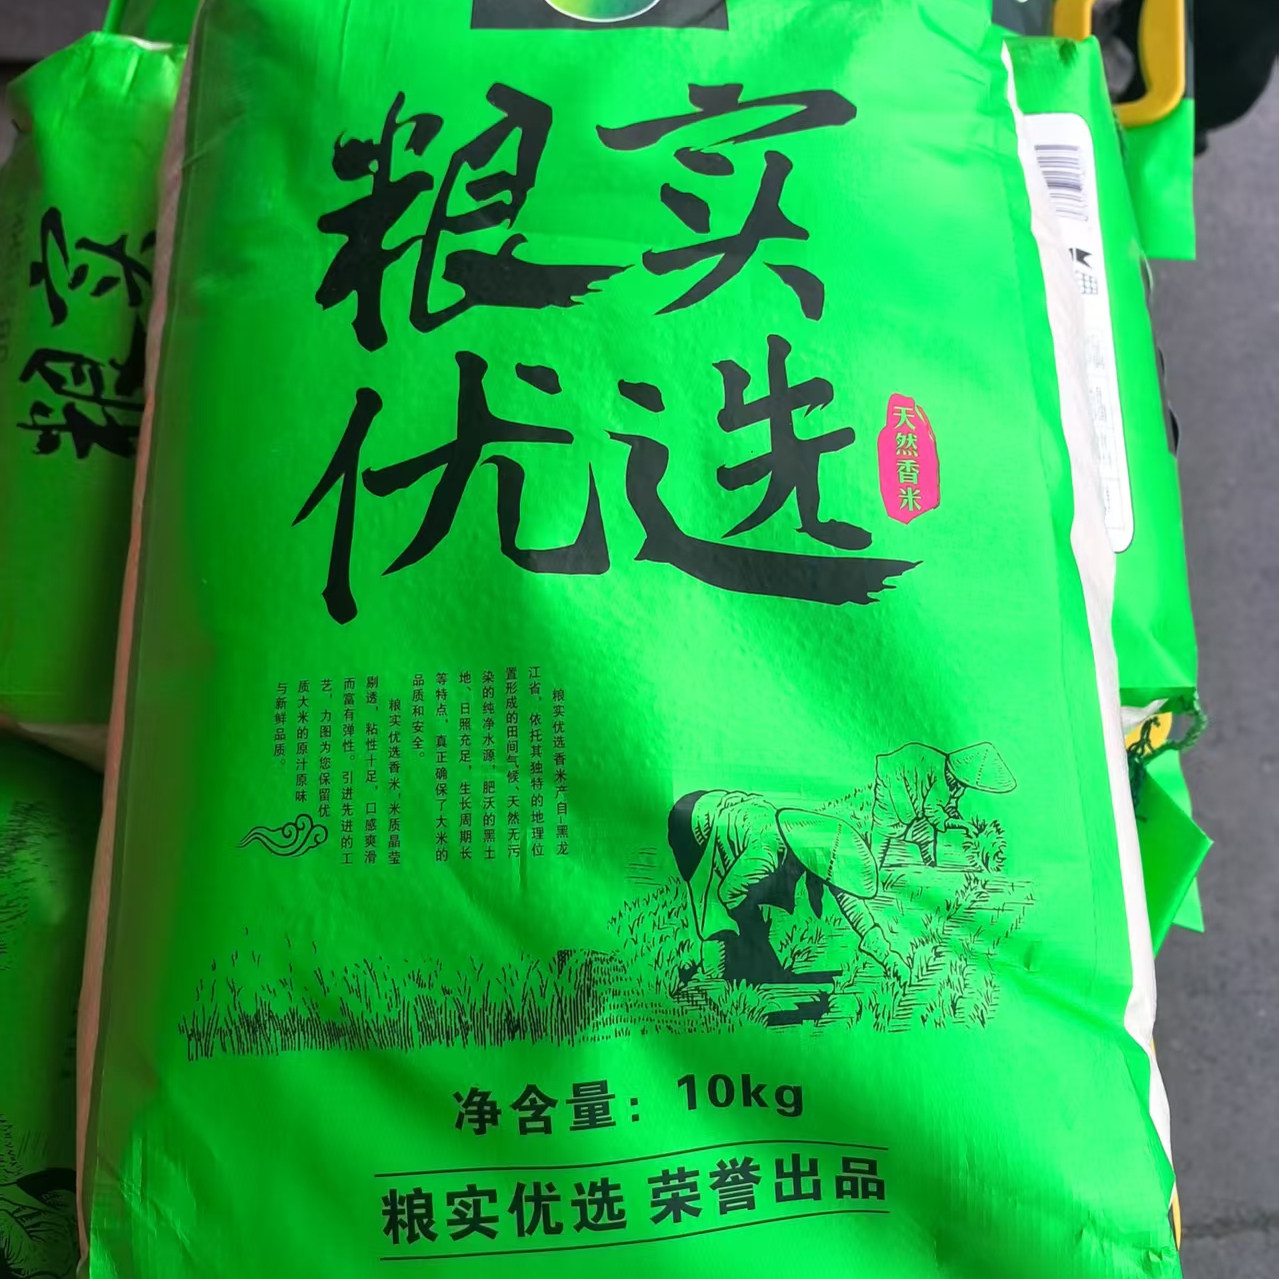 粮实
优选
天然香米
粮实优选香米产自—黑龙
江省，依托其独特的地理位
置形成的田间气候、天然无污
染的纯净水源，肥沃的黑土
地、日照充足，生长周期长
等特点，真正确保了大米的
品质和安全。
粮实优选香米，米质晶莹
剔透，粘性十足，口感爽滑
而富有弹性。引进先进的工
艺，力图为您保留优
质大米的原汁原味
与新鲜品质。
净含量：10kg
粮实优选 荣誉出品
粮实